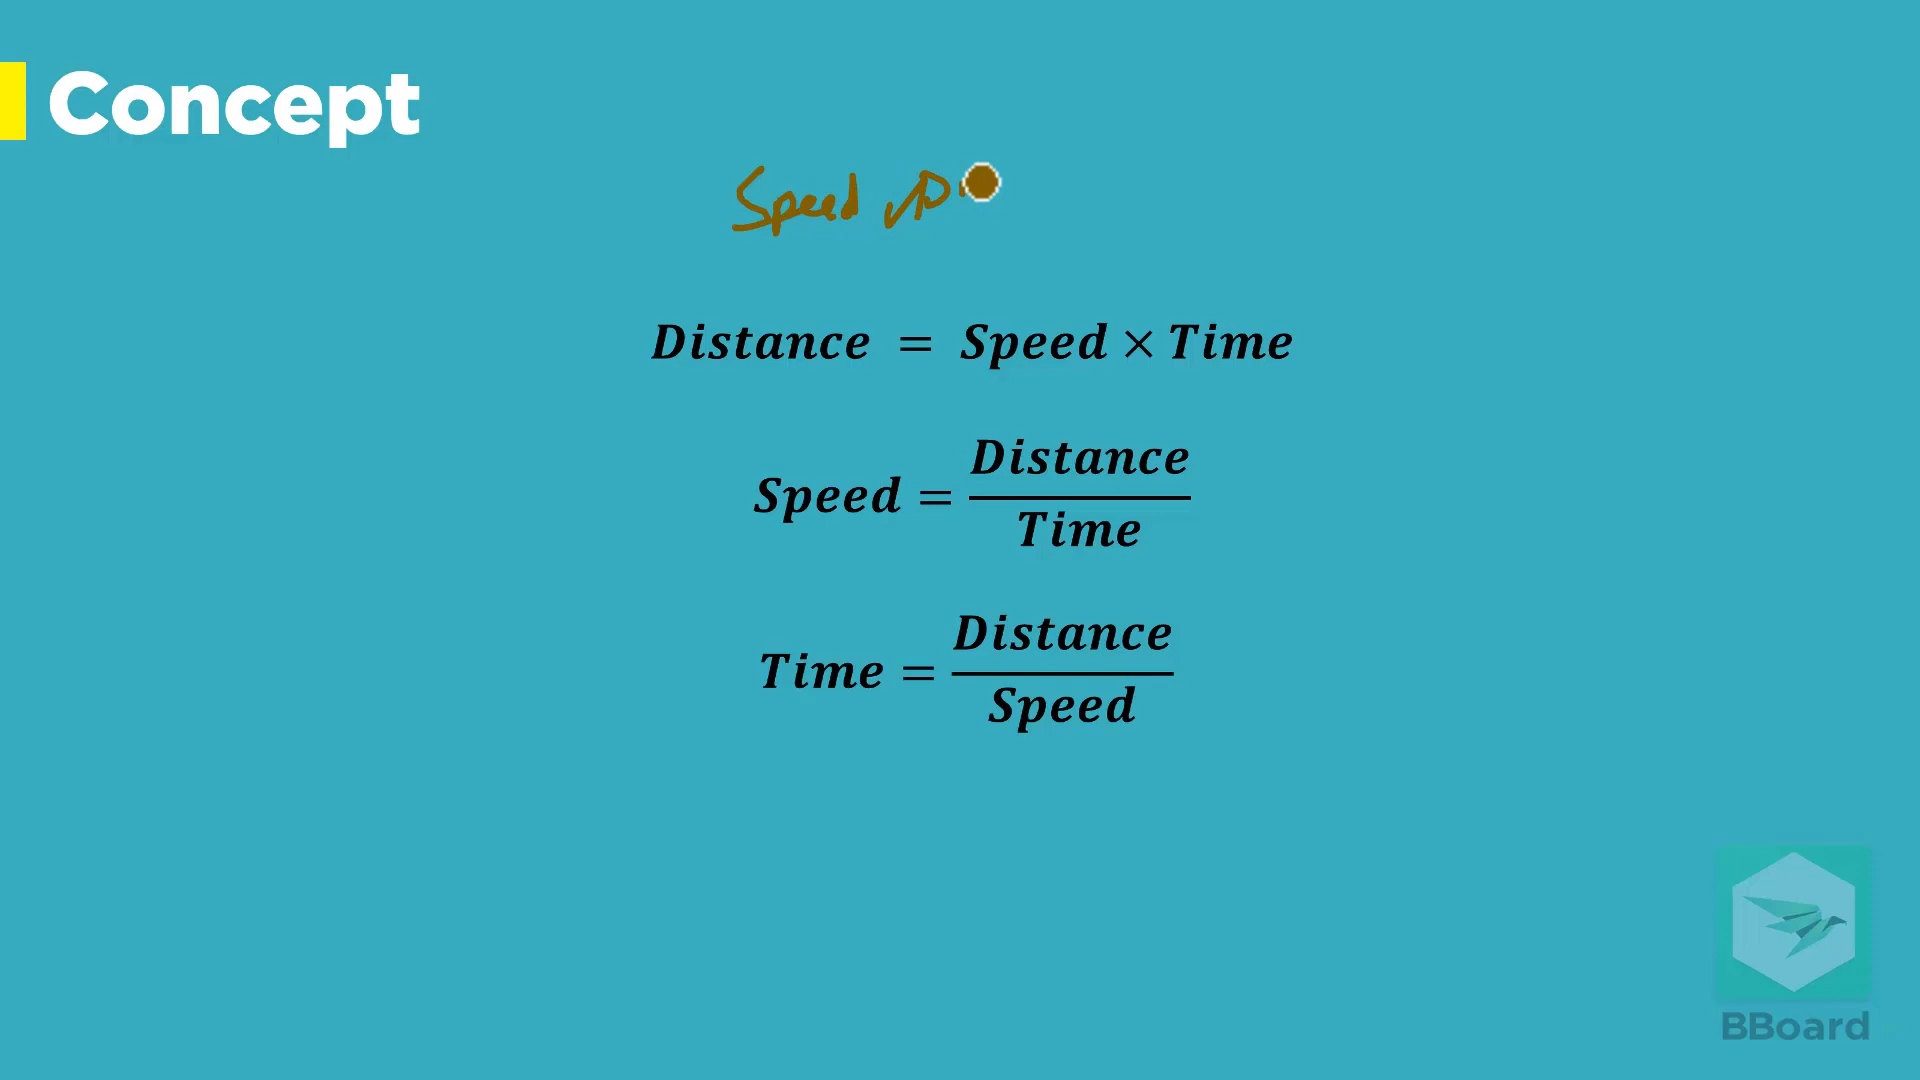 Concept
Speed
Distance = Speed × Time
Speed = Distance / Time
Time = Distance / Speed
BBoard